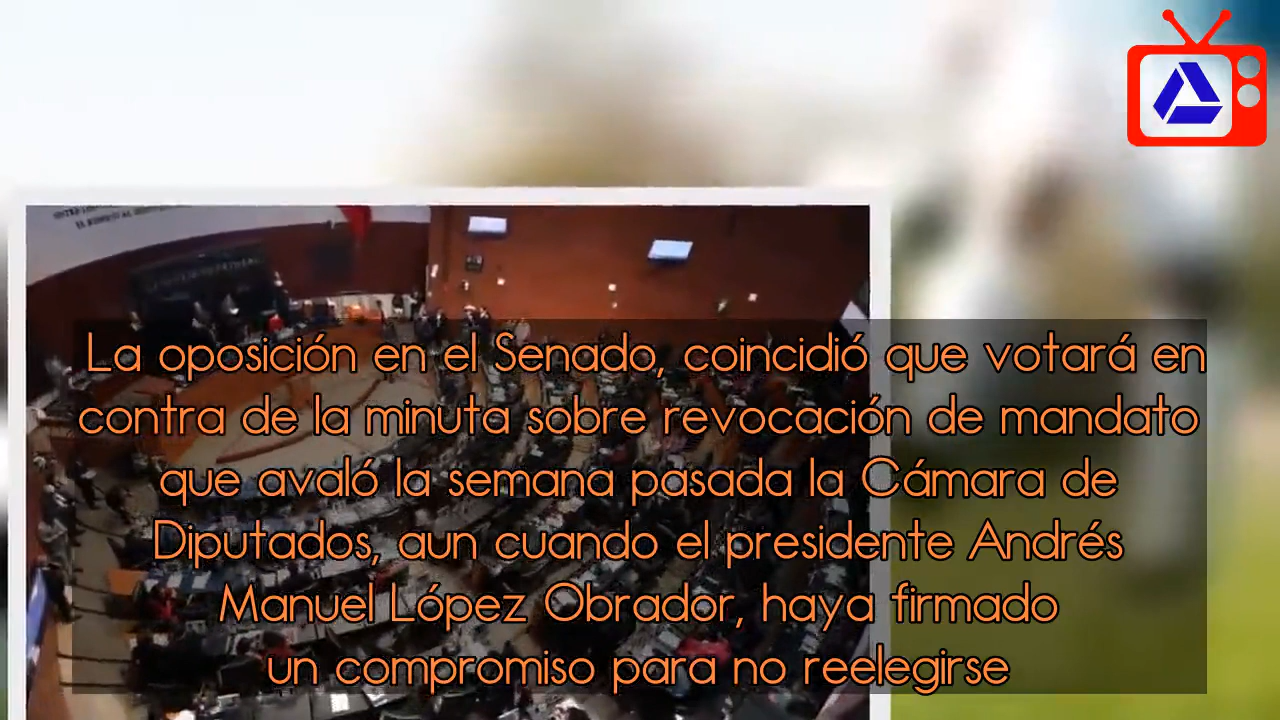 La oposición en el Senado, coincidió que votará en
contra de la minuta sobre revocación de mandato
que avaló la semana pasada la Cámara de
Diputados, aun cuando el presidente Andrés
Manuel López Obrador, haya firmado
un compromiso para no reelegirse